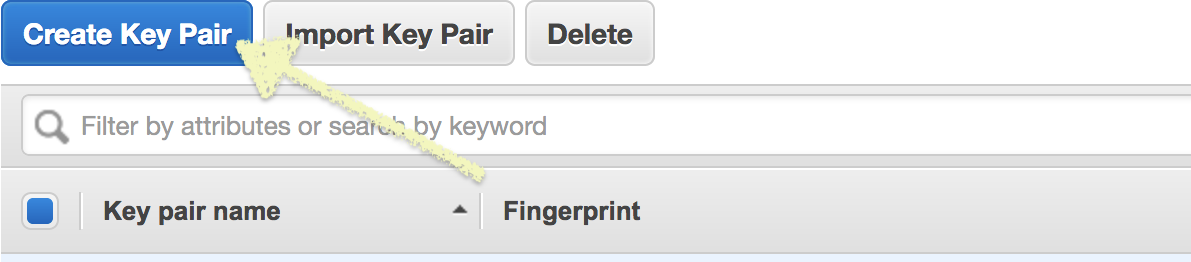 Create Key Pair Import Key Pair Delete
Filter by attributes or search by keyword
Key pair name Fingerprint